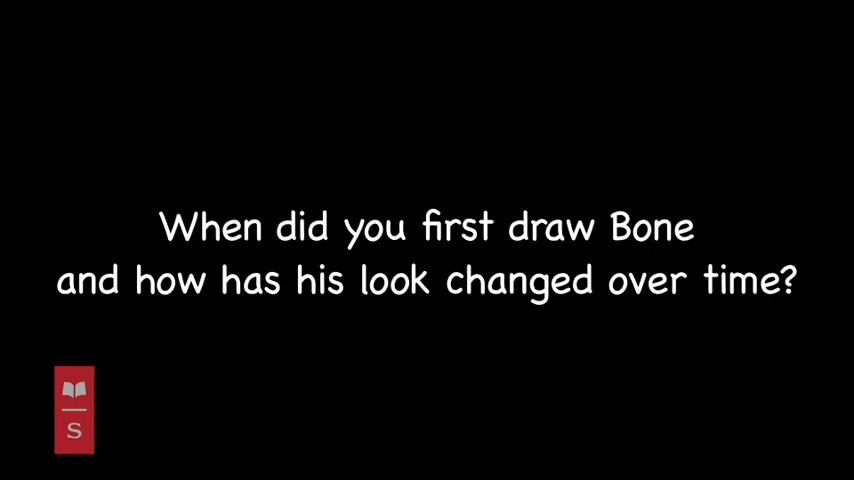 When did you first draw Bone
and how has his look changed over time?
S